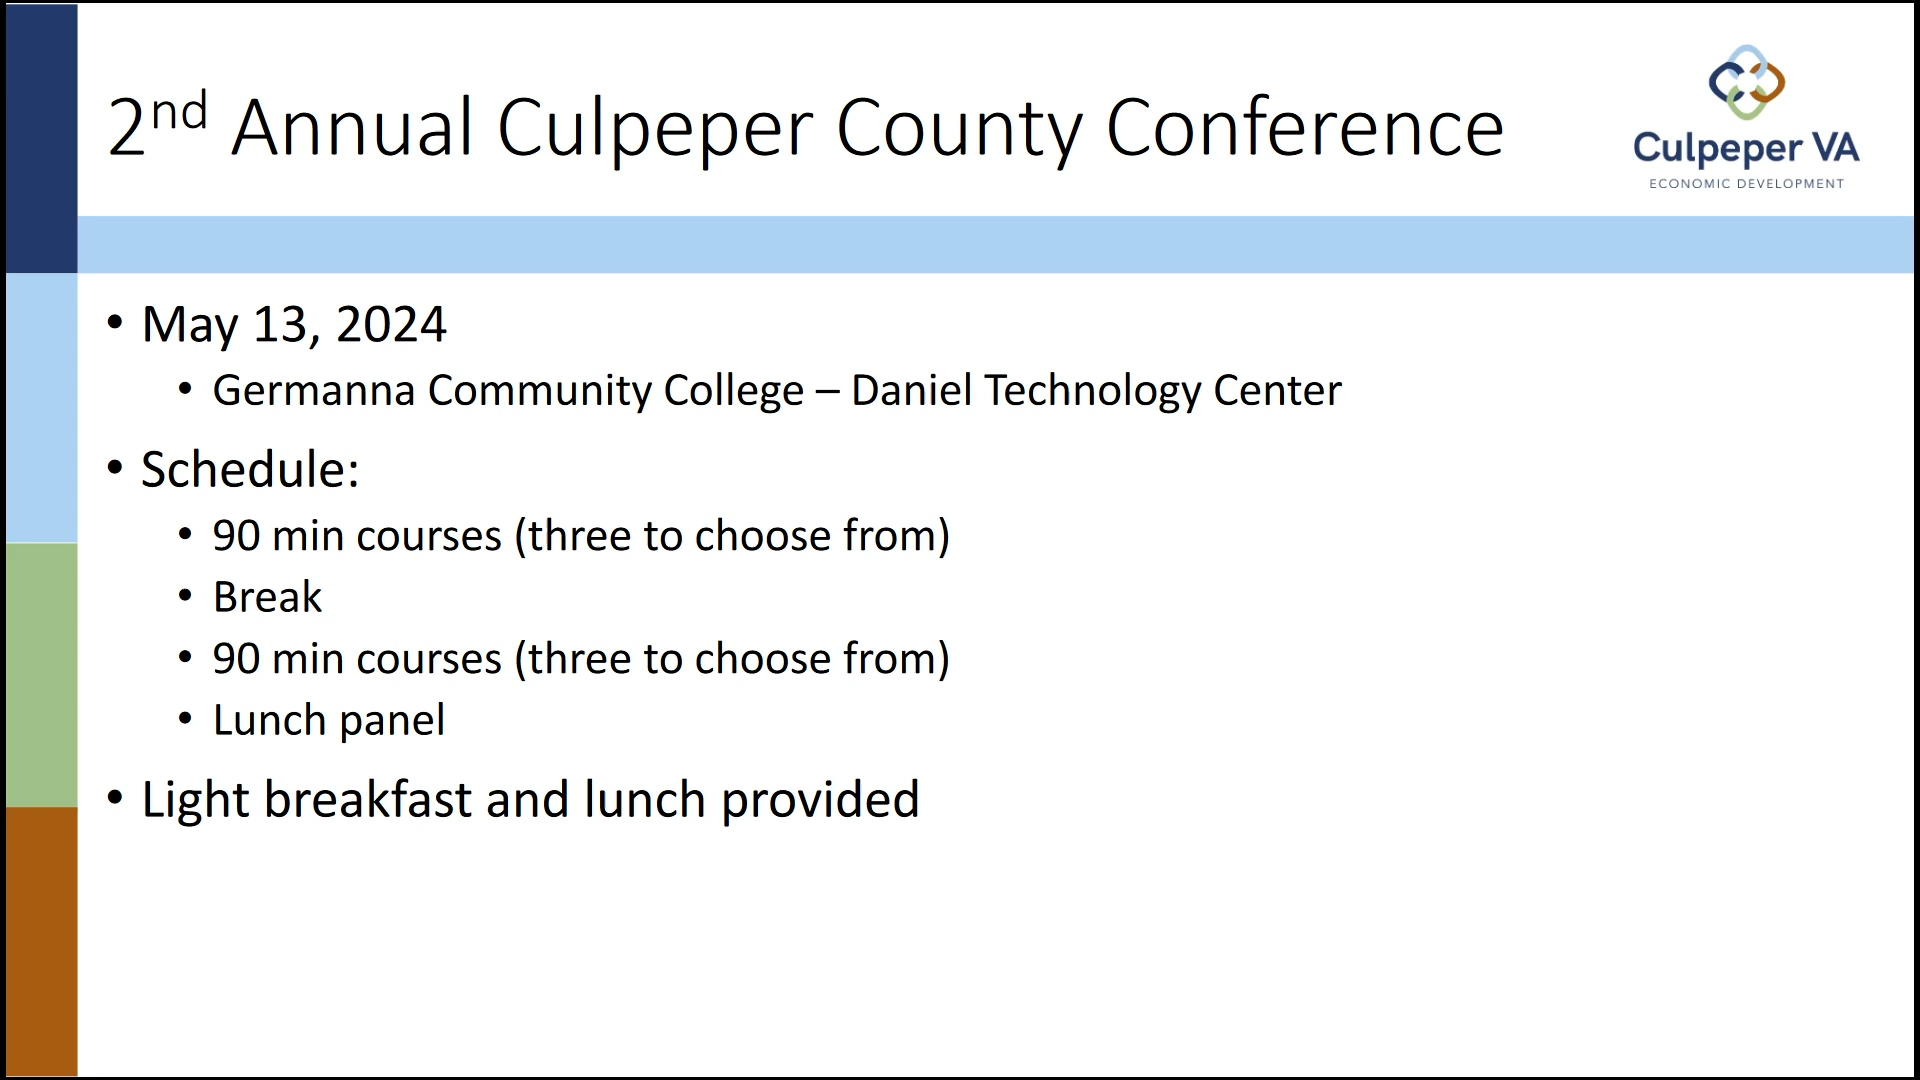 2nd Annual Culpeper County Conference
Culpeper VA
ECONOMIC DEVELOPMENT
• May 13, 2024
• Germanna Community College – Daniel Technology Center
• Schedule:
• 90 min courses (three to choose from)
• Break
• 90 min courses (three to choose from)
• Lunch panel
• Light breakfast and lunch provided